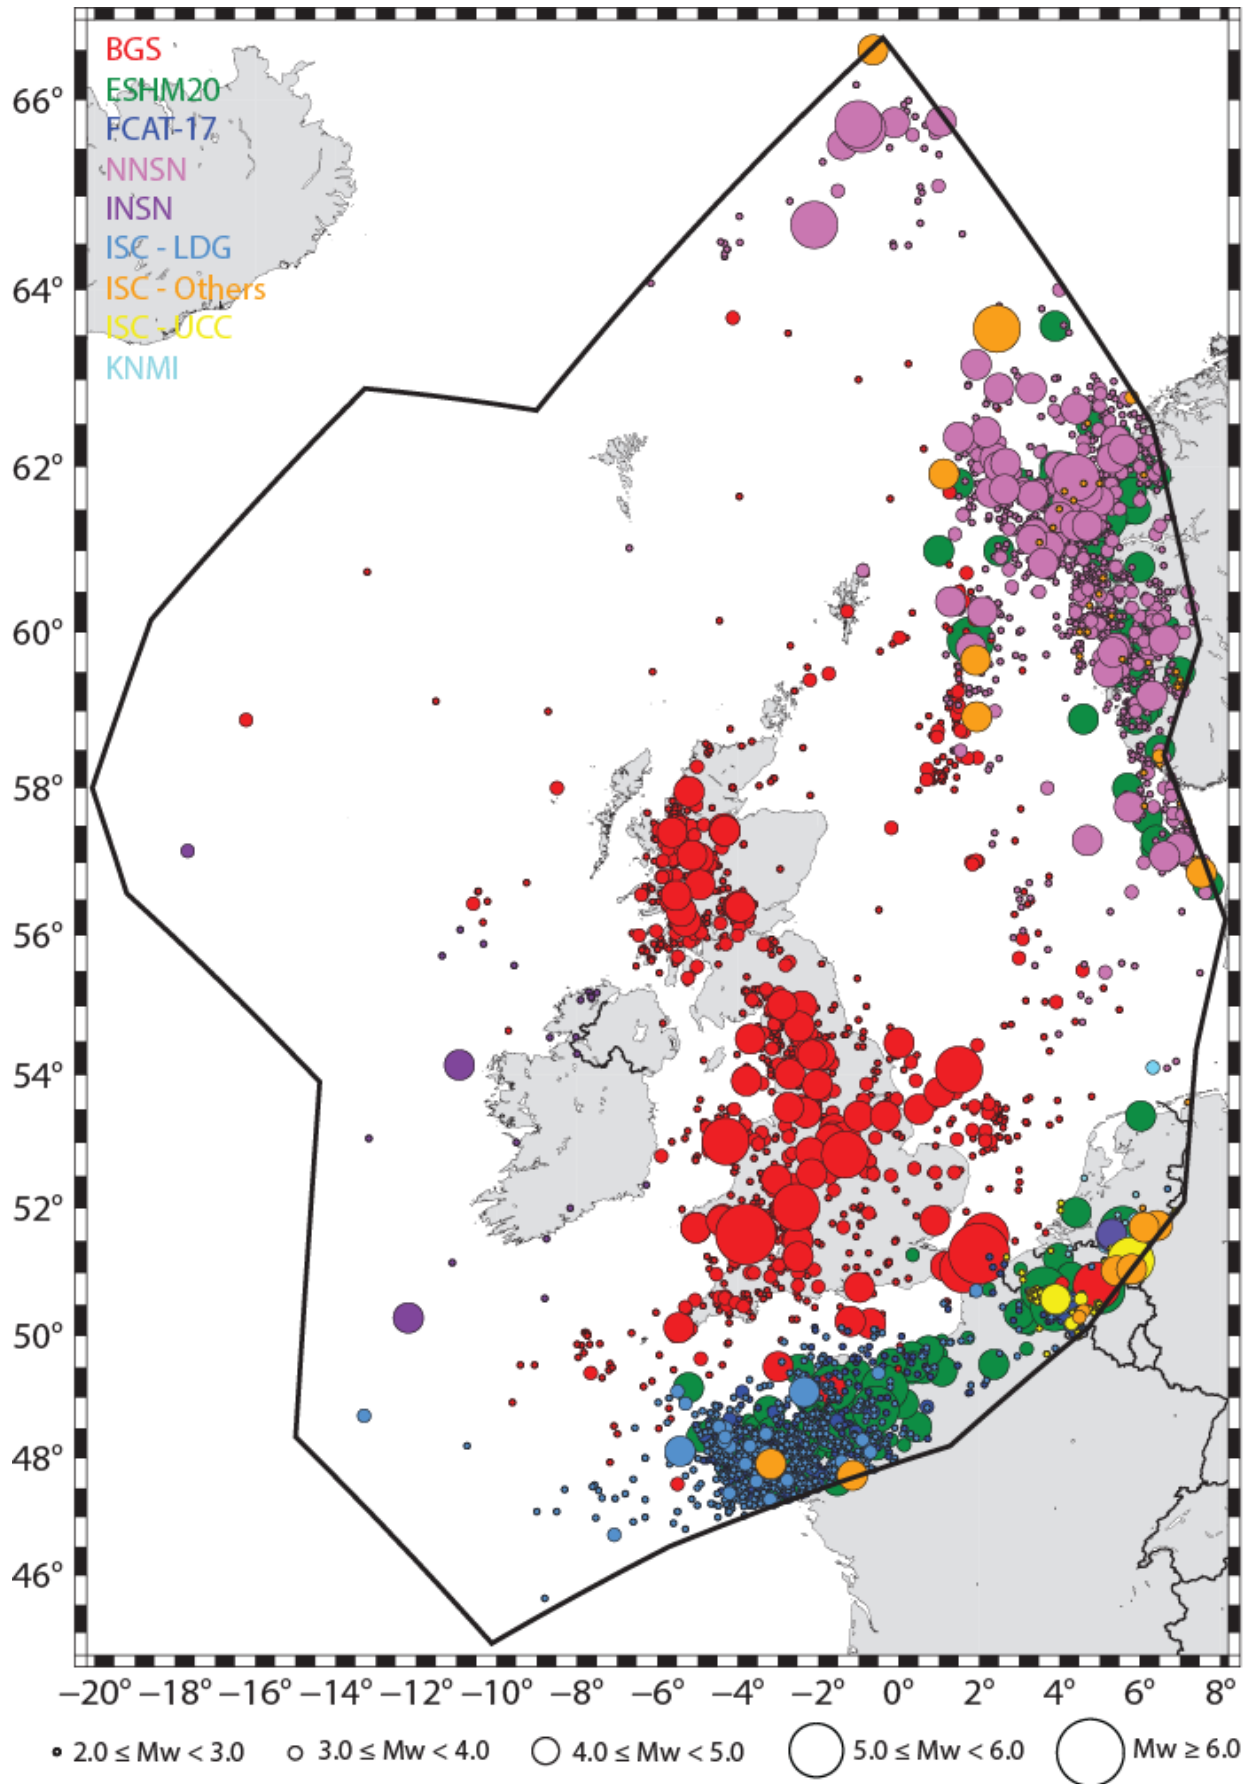 BGS
ESHM20
FCAT-17
NNSN
INSN
ISC - LDG
ISC - Others
ISC - UCC
KNMI
66°
64°
62°
60°
58°
56°
54°
52°
50°
48°
46°
−20° −18° −16° −14° −12° −10° −8° −6° −4° −2° 0° 2° 4° 6° 8°
2.0 ≤ Mw < 3.0 3.0 ≤ Mw < 4.0 4.0 ≤ Mw < 5.0 5.0 ≤ Mw < 6.0 Mw ≥ 6.0